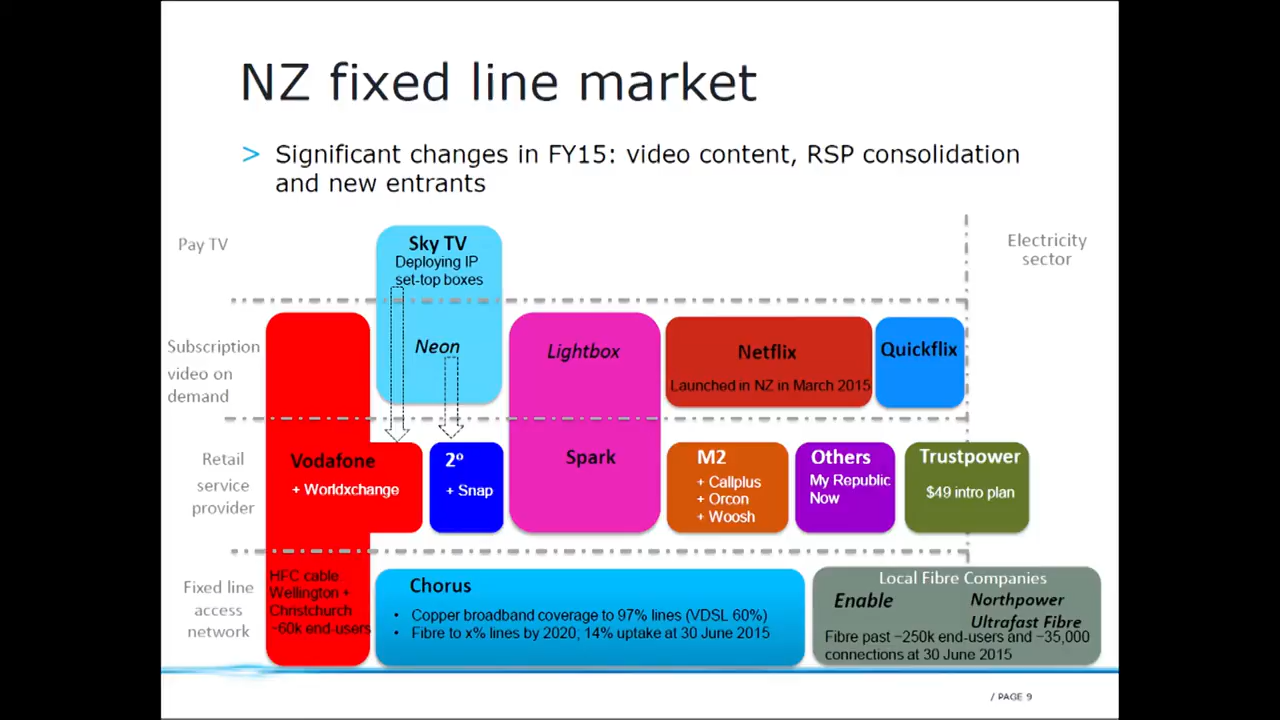 NZ fixed line market
> Significant changes in FY15: video content, RSP consolidation
and new entrants
Pay TV
Sky TV
Deploying IP
set-top boxes
Electricity
sector
Subscription
video on
demand
Neon
Lightbox
Netflix
Launched in NZ in March 2015
Quickflix
Retail
service
provider
Vodafone
+ Worldxchange
2º
+ Snap
Spark
M2
+ Callplus
+ Orcon
+ Woosh
Others
My Republic
Now
Trustpower
$49 intro plan
Fixed line
access
network
HFC cable
Wellington +
Christchurch
~60k end-users
Chorus
• Copper broadband coverage to 97% lines (VDSL 60%)
• Fibre to x% lines by 2020; 14% uptake at 30 June 2015
Local Fibre Companies
Enable
Northpower
Ultrafast Fibre
Fibre past ~250k end-users and ~35,000
connections at 30 June 2015
/ PAGE 9